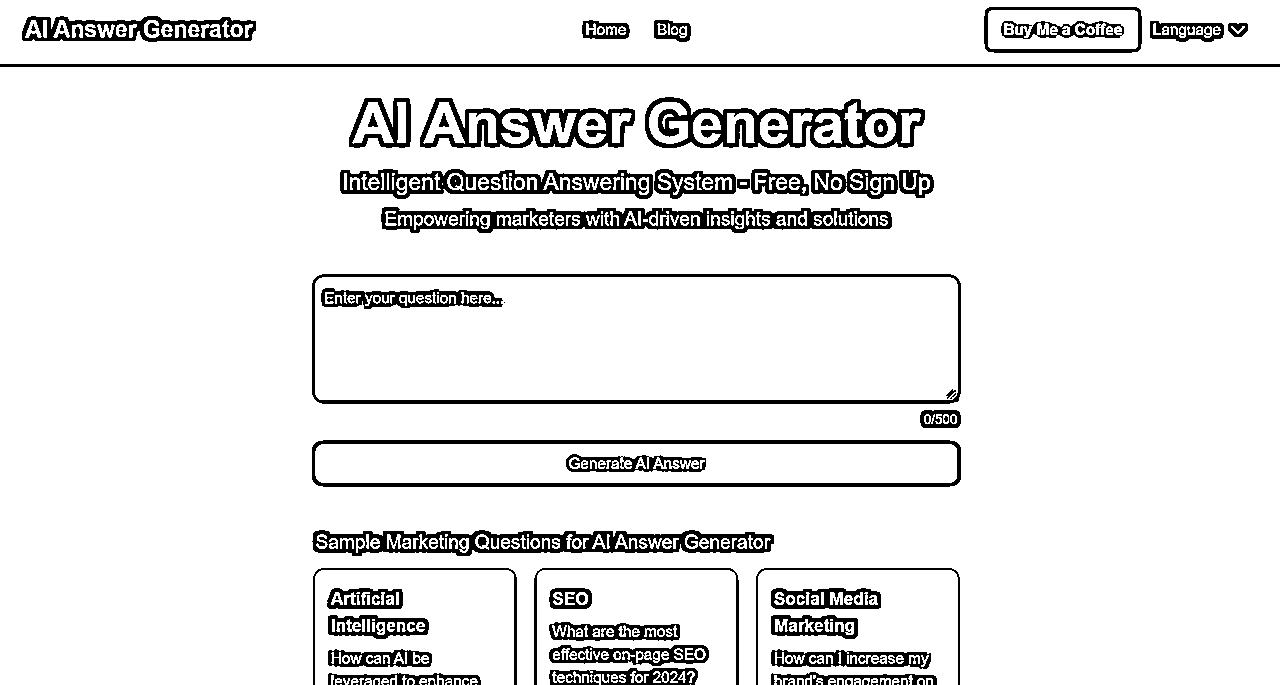 AI Answer Generator
Home
Blog
Buy Me a Coffee
Language
AI Answer Generator
Intelligent Question Answering System - Free, No Sign Up
Empowering marketers with AI-driven insights and solutions
Enter your question here...
0/500
Generate AI Answer
Sample Marketing Questions for AI Answer Generator
Artificial
Intelligence
How can AI be
leveraged to enhance
SEO
What are the most
effective on-page SEO
techniques for 2024?
Social Media
Marketing
How can I increase my
brand's engagement on